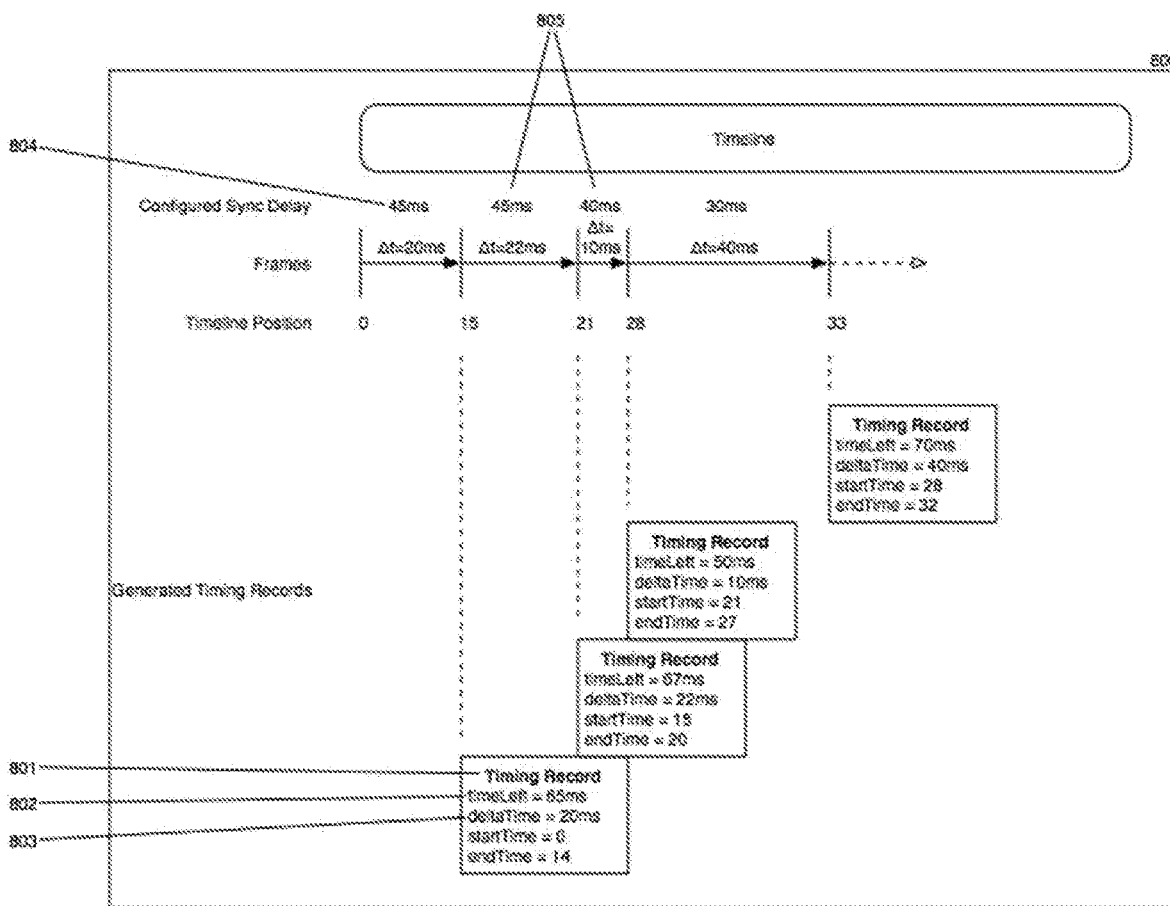 805
80
Timeline
804
Configured Sync Delay 45ms 45ms 40ms 30ms
Frames Δt=20ms Δt=22ms Δt= 10ms Δt=40ms
Timeline Position 0 15 21 28 33
Timing Record
timeLeft = 70ms
deltaTime = 40ms
startTime = 28
endTime = 32
Timing Record
timeLeft = 50ms
deltaTime = 10ms
startTime = 21
endTime = 27
Generated Timing Records
Timing Record
timeLeft = 67ms
deltaTime = 22ms
startTime = 15
endTime = 20
801
Timing Record
802
timeLeft = 65ms
803
deltaTime = 20ms
startTime = 0
endTime = 14